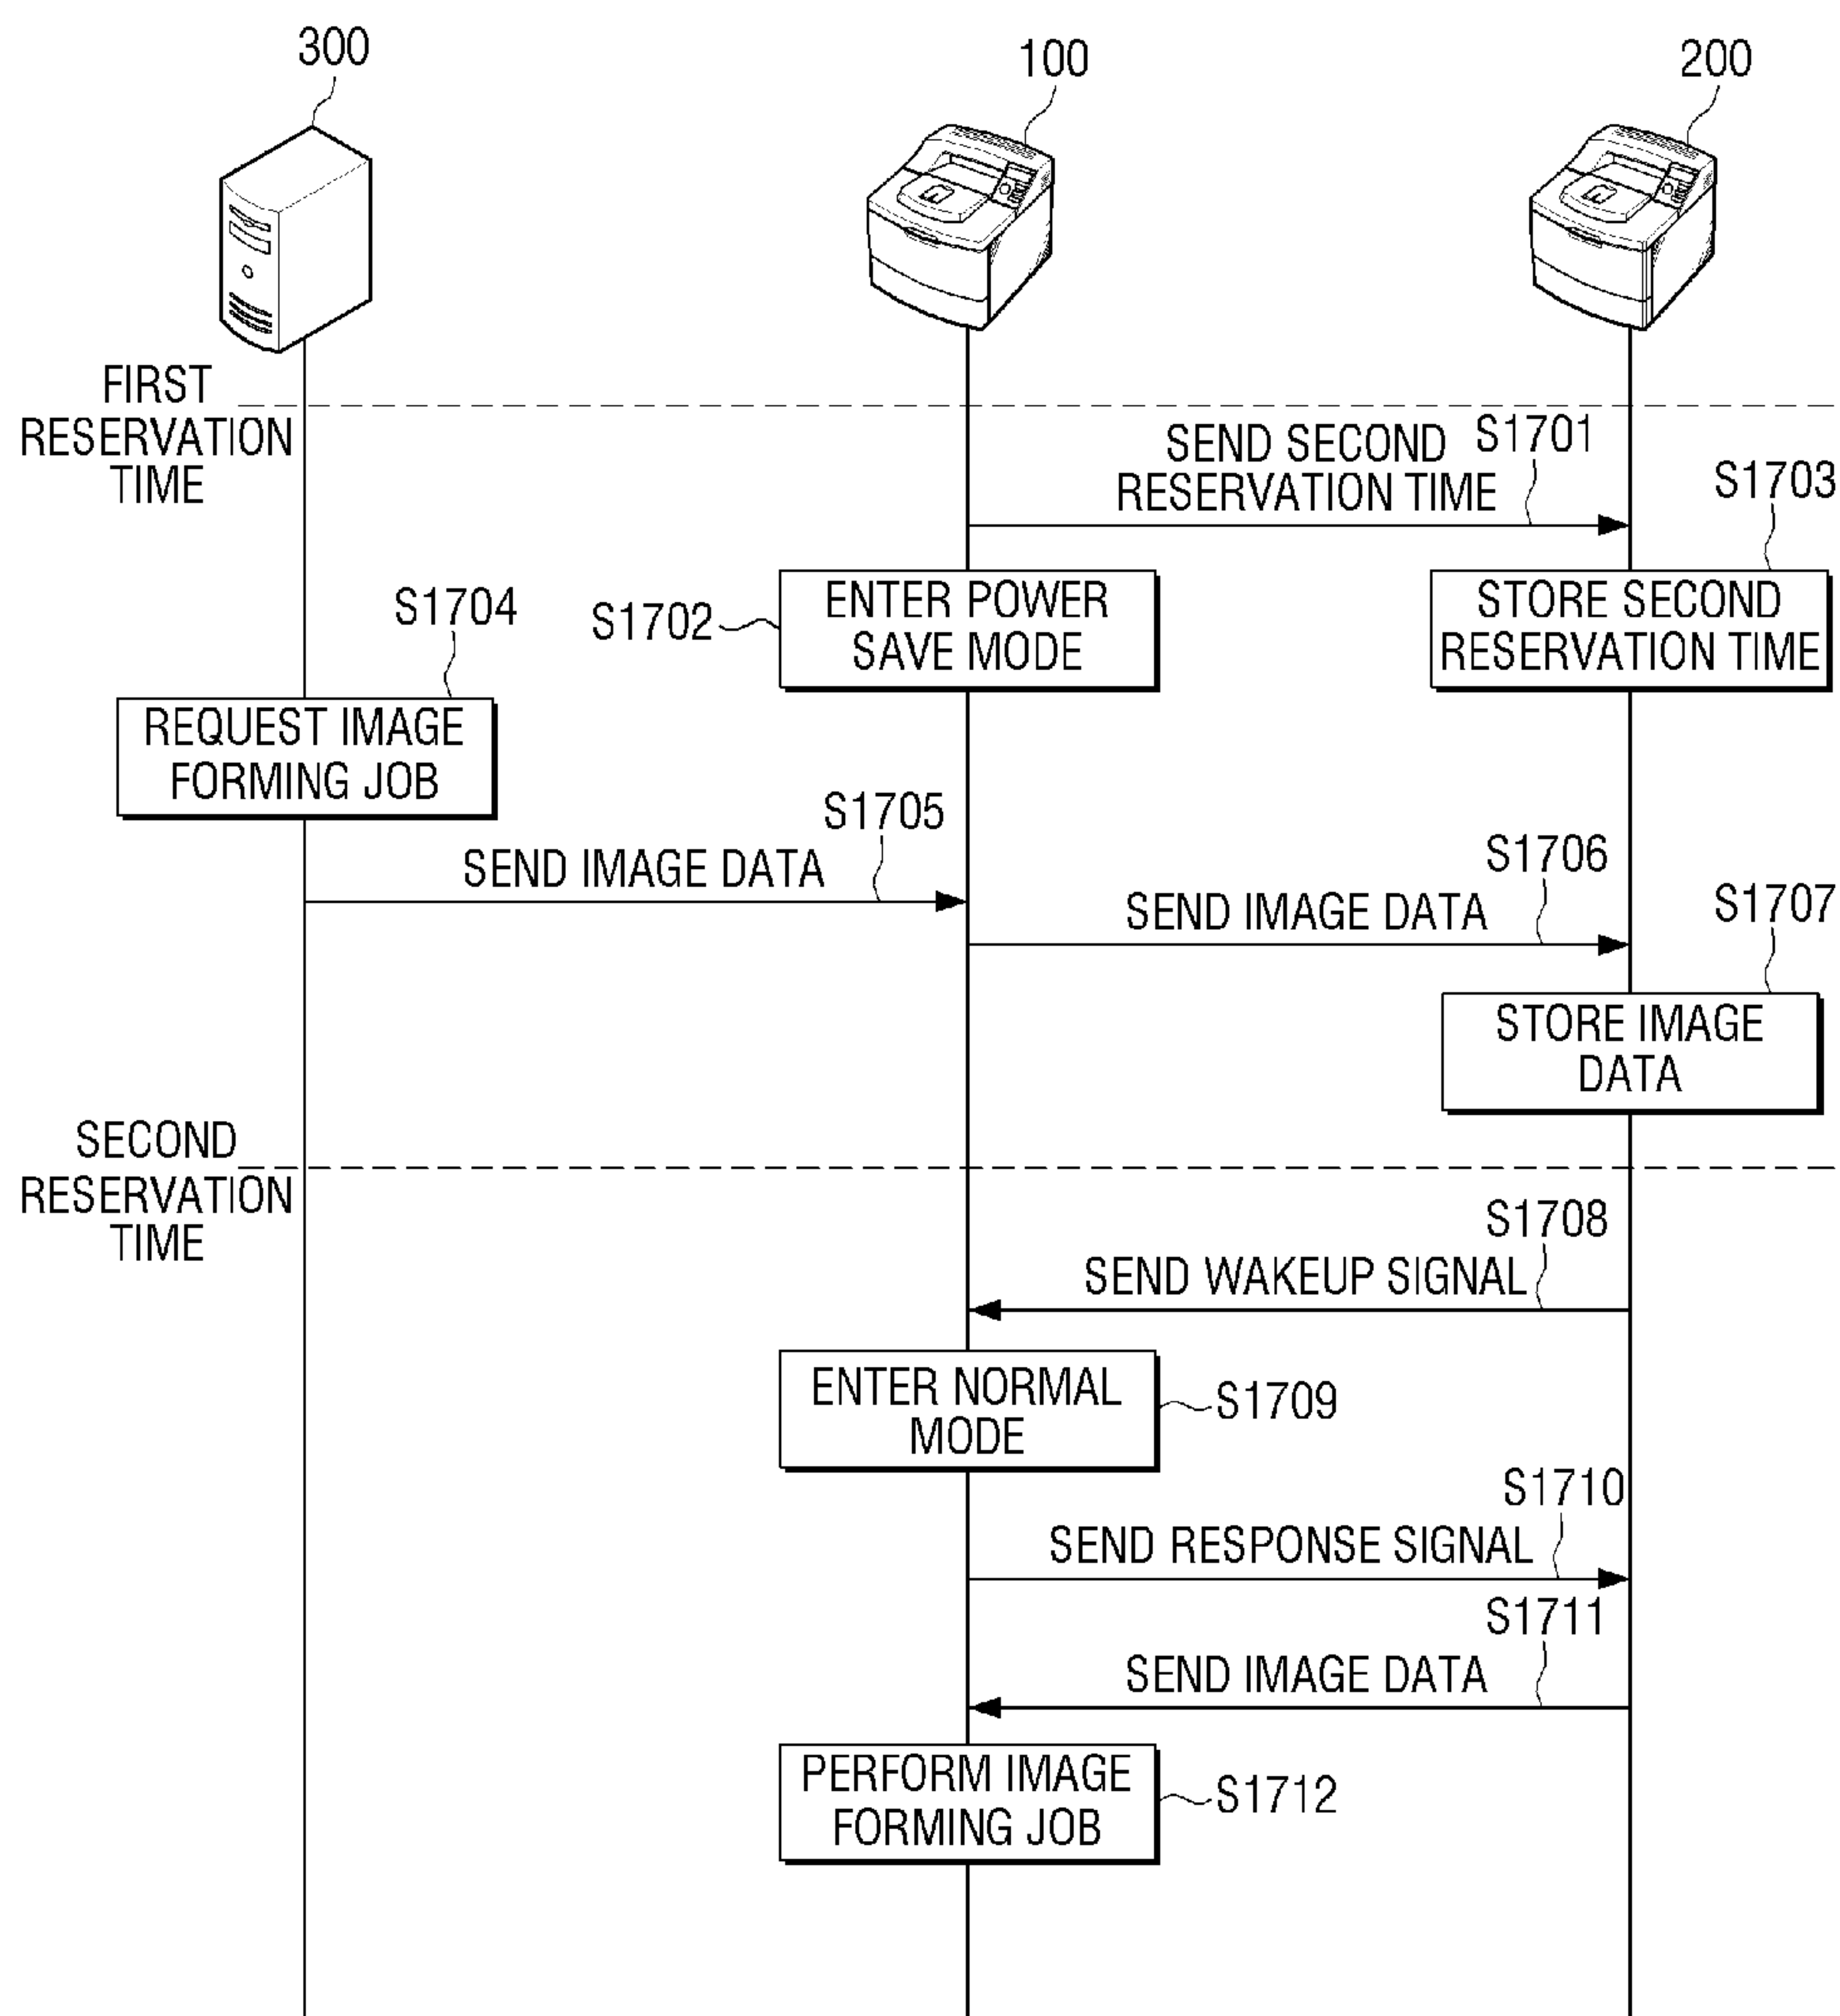 300
100
200
FIRST
RESERVATION
TIME
SEND SECOND
RESERVATION TIME
S1701
S1703
S1702
ENTER POWER
SAVE MODE
STORE SECOND
RESERVATION TIME
S1704
REQUEST IMAGE
FORMING JOB
S1705
SEND IMAGE DATA
S1706
SEND IMAGE DATA
S1707
STORE IMAGE
DATA
SECOND
RESERVATION
TIME
S1708
SEND WAKEUP SIGNAL
ENTER NORMAL
MODE
S1709
S1710
SEND RESPONSE SIGNAL
S1711
SEND IMAGE DATA
PERFORM IMAGE
FORMING JOB
S1712